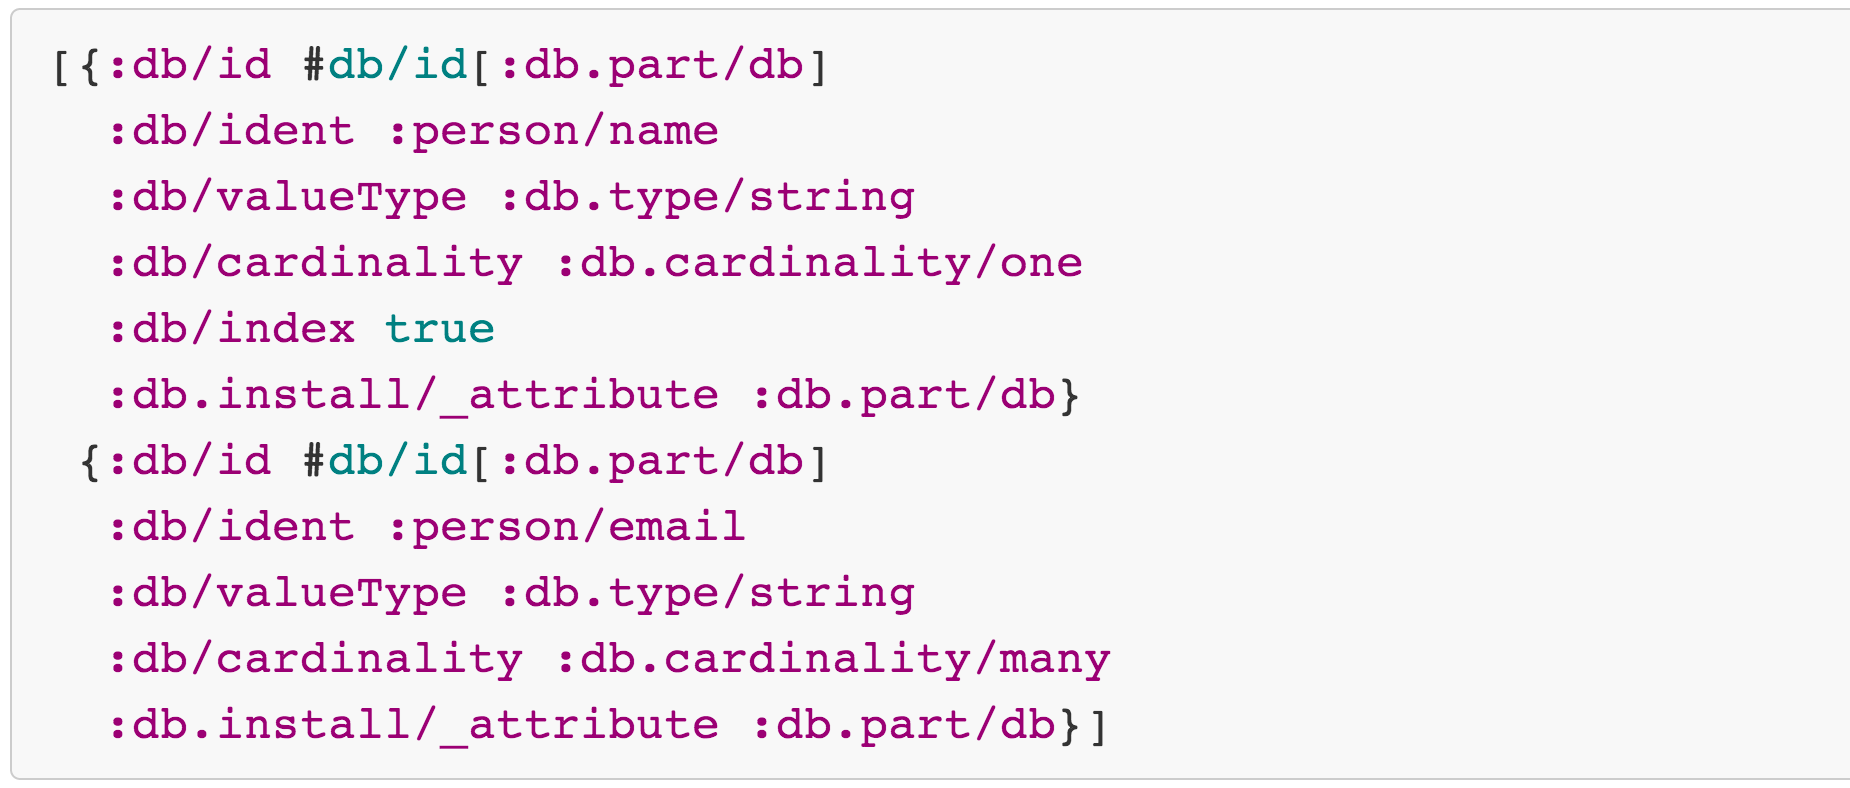 [{:db/id #db/id[:db.part/db]
  :db/ident :person/name
  :db/valueType :db.type/string
  :db/cardinality :db.cardinality/one
  :db/index true
  :db.install/_attribute :db.part/db}
 {:db/id #db/id[:db.part/db]
  :db/ident :person/email
  :db/valueType :db.type/string
  :db/cardinality :db.cardinality/many
  :db.install/_attribute :db.part/db}]